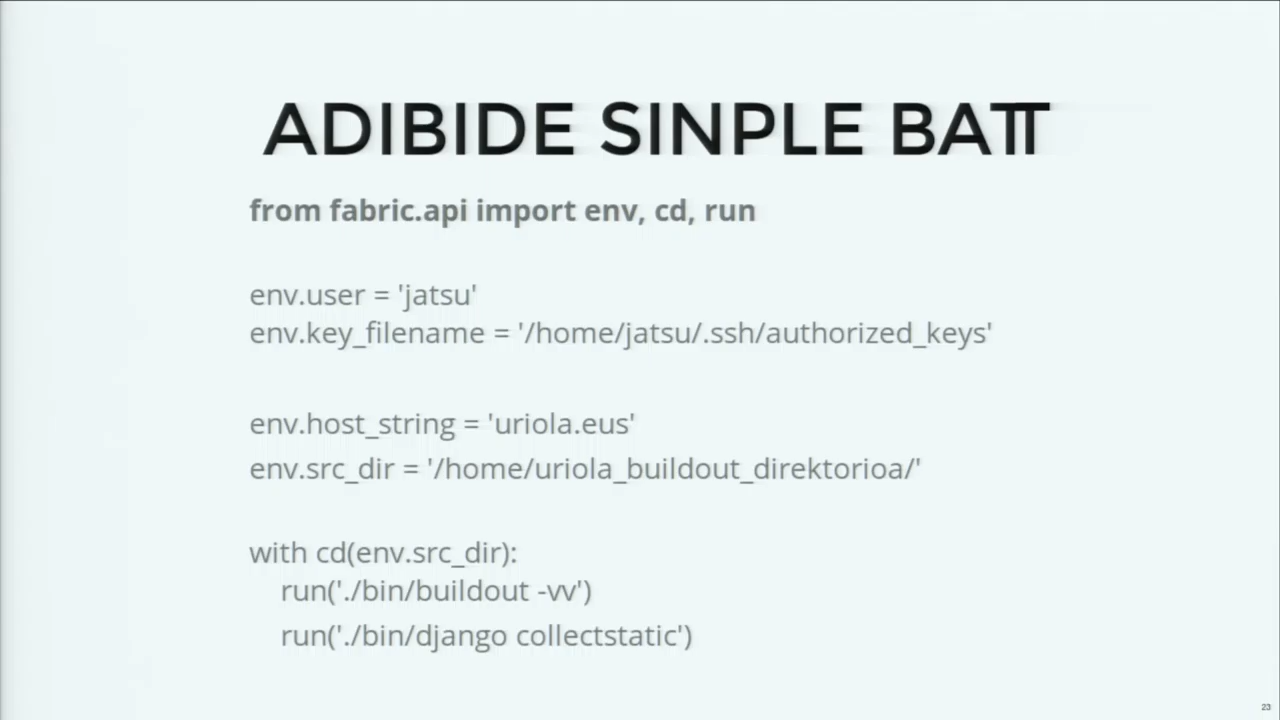 ADIBIDE SINPLE BATT
from fabric.api import env, cd, run
env.user = 'jatsu'
env.key_filename = '/home/jatsu/.ssh/authorized_keys'
env.host_string = 'uriola.eus'
env.src_dir = '/home/uriola_buildout_direktorioa/'
with cd(env.src_dir):
    run('./bin/buildout -vv')
    run('./bin/django collectstatic')
23